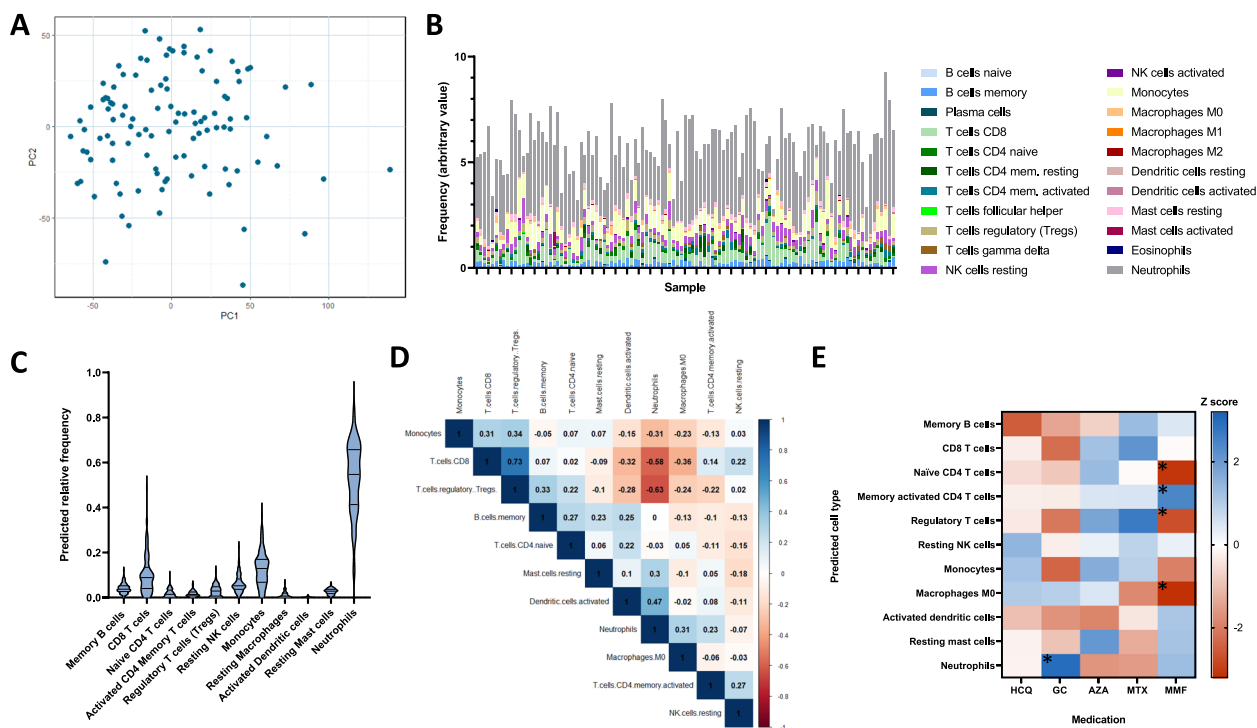 A
50
0
-50
PC2
-50
0
50
100
PC1
B
10
5
0
Frequency (arbritrary value)
Sample
B cells naive
B cells memory
Plasma cells
T cells CD8
T cells CD4 naive
T cells CD4 mem. resting
T cells CD4 mem. activated
T cells follicular helper
T cells regulatory (Tregs)
T cells gamma delta
NK cells resting
NK cells activated
Monocytes
Macrophages M0
Macrophages M1
Macrophages M2
Dendritic cells resting
Dendritic cells activated
Mast cells resting
Mast cells activated
Eosinophils
Neutrophils
C
1.0
0.8
0.6
0.4
0.2
0.0
Predicted relative frequency
Memory B cells
CD8 T cells
Naive CD4 T cells
Activated CD4 Memory T cells
Regulatory T cells (Tregs)
Resting NK cells
Monocytes
Resting Macrophages
Activated Dendritic cells
Resting Mast cells
Neutrophils
D
Monocytes
T.cells.CD8
T.cells.regulatory..Tregs.
B.cells.memory
T.cells.CD4.naive
Mast.cells.resting
Dendritic.cells.activated
Neutrophils
Macrophages.M0
T.cells.CD4.memory.activated
NK.cells.resting
Monocytes 1 0.31 0.34 -0.05 0.07 0.07 -0.15 -0.31 -0.23 -0.13 0.03
T.cells.CD8 1 0.73 0.07 0.02 -0.09 -0.32 -0.58 -0.36 0.14 0.22
T.cells.regulatory..Tregs. 1 0.33 0.22 -0.1 -0.28 -0.63 -0.24 -0.22 0.02
B.cells.memory 1 0.27 0.23 0.25 0 -0.13 -0.1 -0.13
T.cells.CD4.naive 1 0.06 0.22 -0.03 0.05 -0.11 -0.15
Mast.cells.resting 1 0.1 0.3 -0.1 0.05 -0.18
Dendritic.cells.activated 1 0.47 -0.02 0.08 -0.11
Neutrophils 1 0.31 0.23 -0.07
Macrophages.M0 1 -0.06 -0.03
T.cells.CD4.memory.activated 1 0.27
NK.cells.resting 1
1
0.8
0.6
0.4
0.2
0
-0.2
-0.4
-0.6
-0.8
-1
E
Z score
Predicted cell type
Memory B cells
CD8 T cells
Naïve CD4 T cells *
Memory activated CD4 T cells *
Regulatory T cells *
Resting NK cells
Monocytes
Macrophages M0 *
Activated dendritic cells
Resting mast cells
Neutrophils *
HCQ GC AZA MTX MMF
Medication
2
0
-2